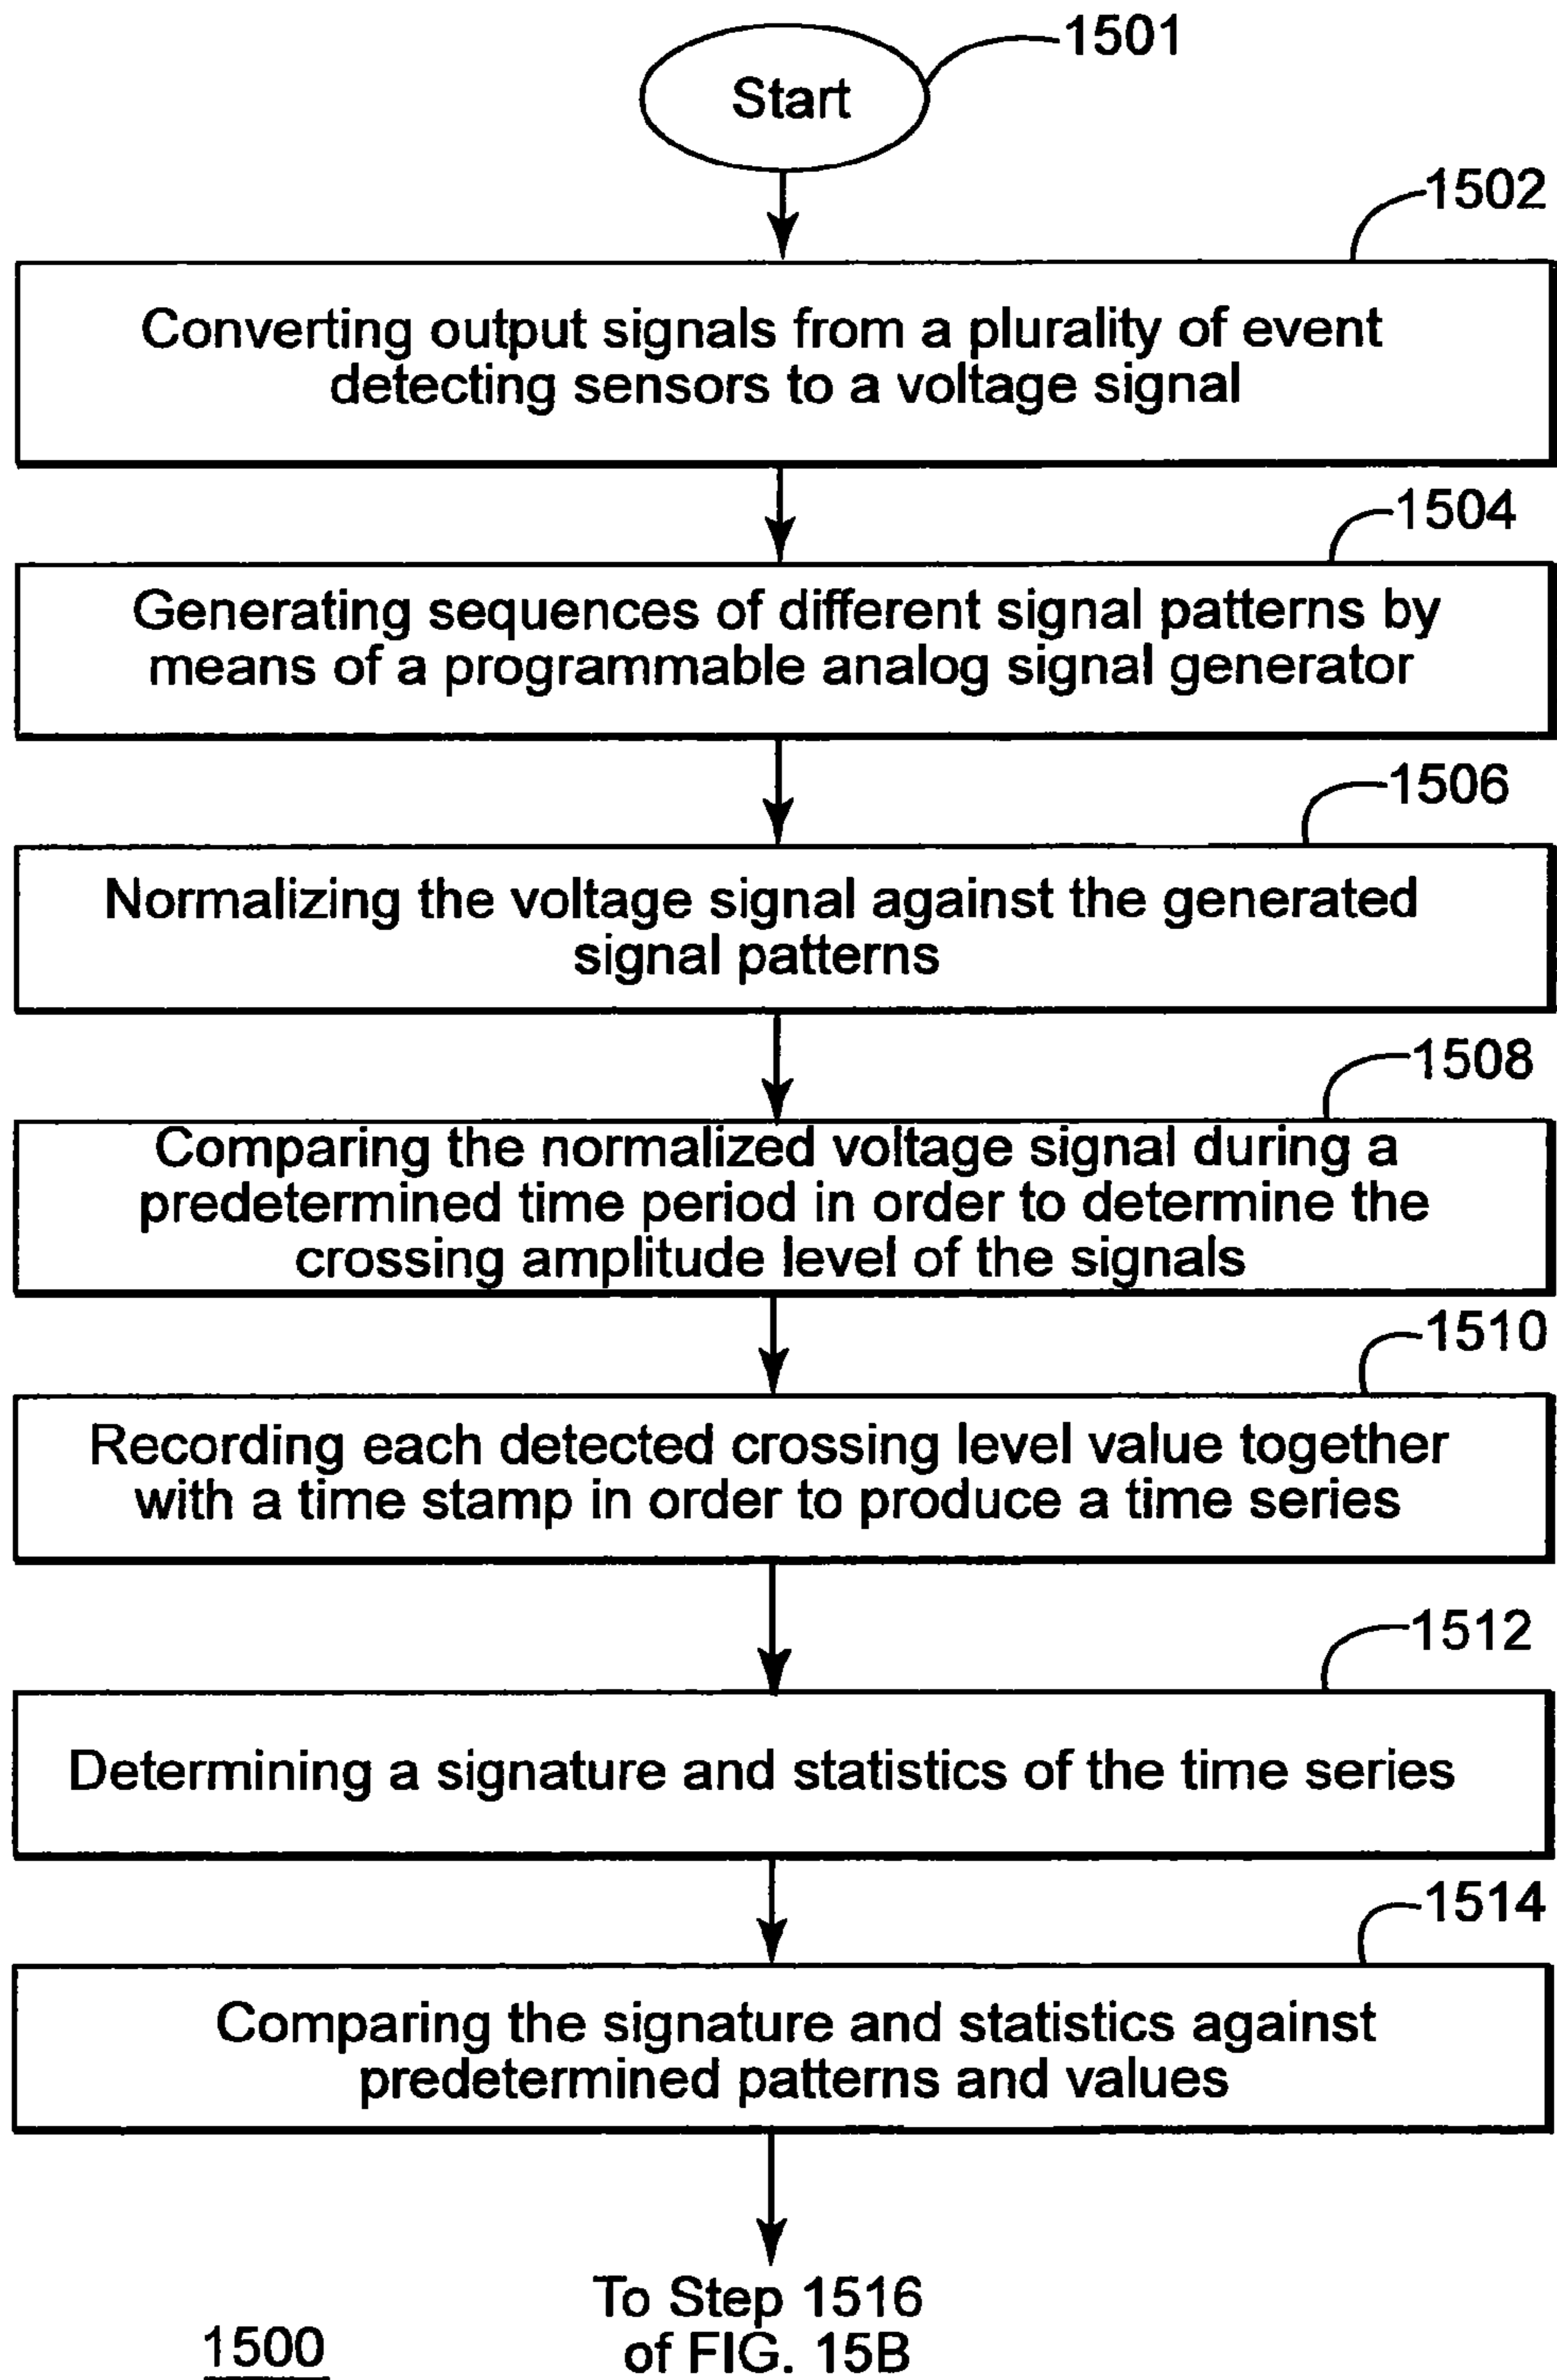 1501
Start
1502
Converting output signals from a plurality of event
detecting sensors to a voltage signal
1504
Generating sequences of different signal patterns by
means of a programmable analog signal generator
1506
Normalizing the voltage signal against the generated
signal patterns
1508
Comparing the normalized voltage signal during a
predetermined time period in order to determine the
crossing amplitude level of the signals
1510
Recording each detected crossing level value together
with a time stamp in order to produce a time series
1512
Determining a signature and statistics of the time series
1514
Comparing the signature and statistics against
predetermined patterns and values
To Step 1516
of FIG. 15B
1500